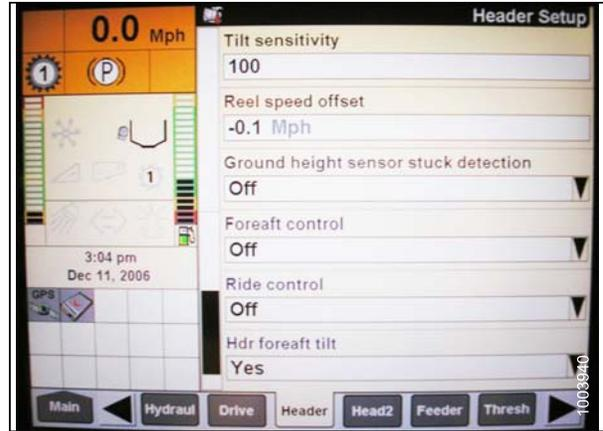 0.0 Mph
1
(P)
1
3:04 pm
Dec 11, 2006
GPS
Header Setup
Tilt sensitivity
100
Reel speed offset
-0.1 Mph
Ground height sensor stuck detection
Off
Foreaft control
Off
Ride control
Off
Hdr foreaft tilt
Yes
Main
Hydraul
Drive
Header
Head2
Feeder
Thresh
1003940